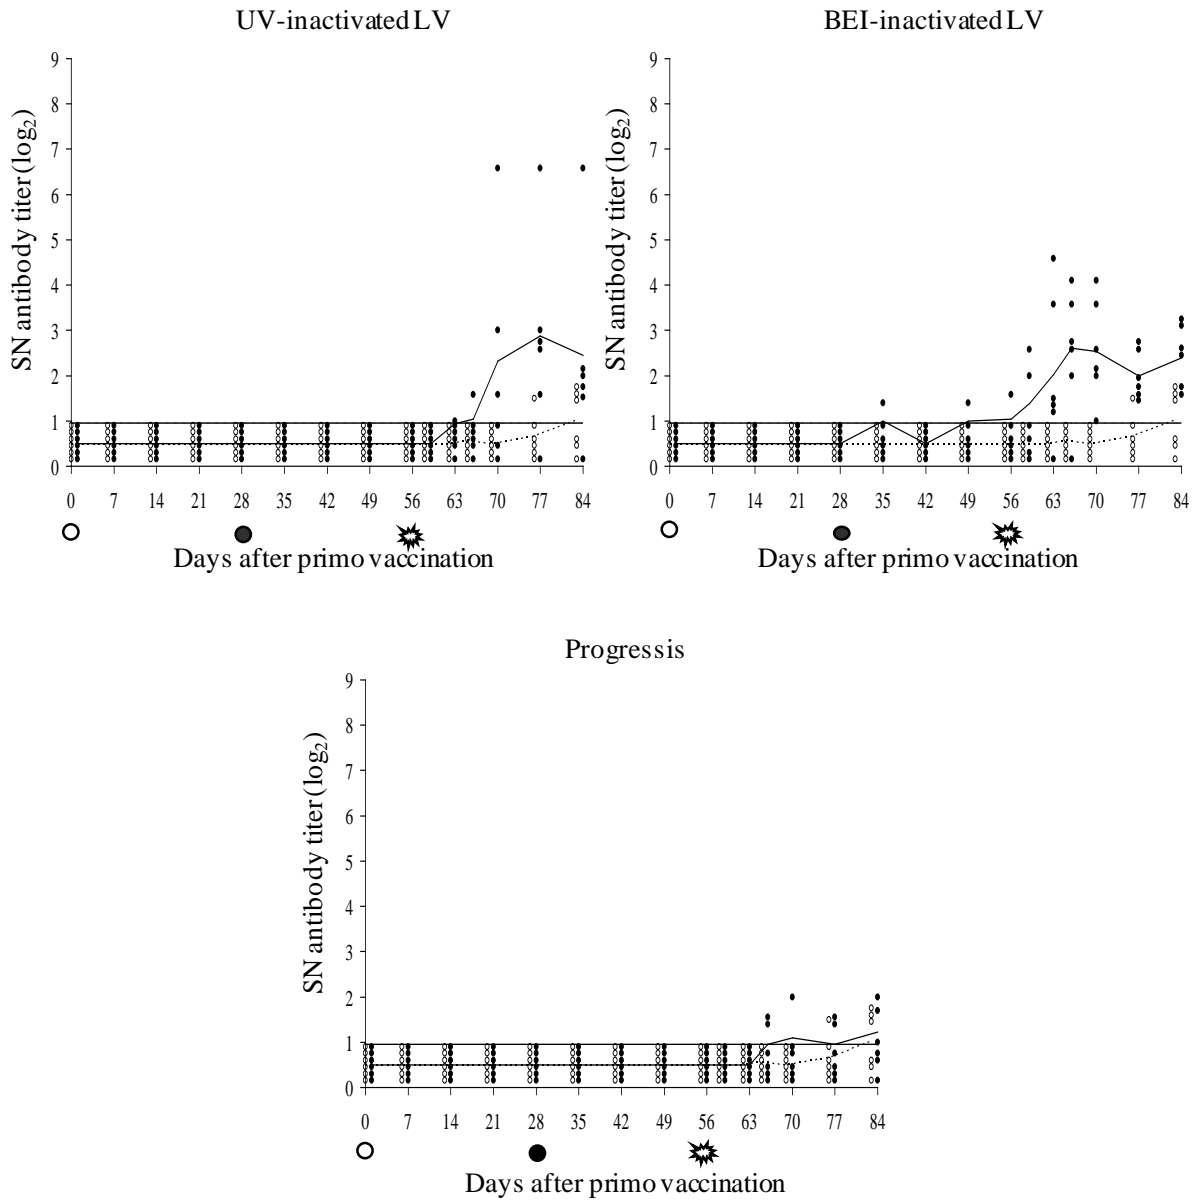 UV-inactivated LV
SN antibody titer (log2)
9
8
7
6
5
4
3
2
1
0
0 7 14 21 28 35 42 49 56 63 70 77 84
Days after primo vaccination
BEI-inactivated LV
SN antibody titer (log2)
9
8
7
6
5
4
3
2
1
0
0 7 14 21 28 35 42 49 56 63 70 77 84
Days after primo vaccination
Progressis
SN antibody titer (log2)
9
8
7
6
5
4
3
2
1
0
0 7 14 21 28 35 42 49 56 63 70 77 84
Days after primo vaccination